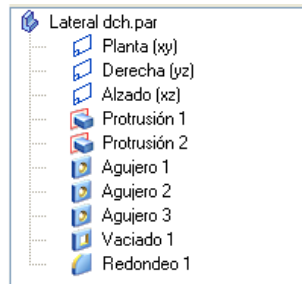 Lateral dch.par
Planta (xy)
Derecha (yz)
Alzado (xz)
Protrusión 1
Protrusión 2
Agujero 1
Agujero 2
Agujero 3
Vaciado 1
Redondeo 1